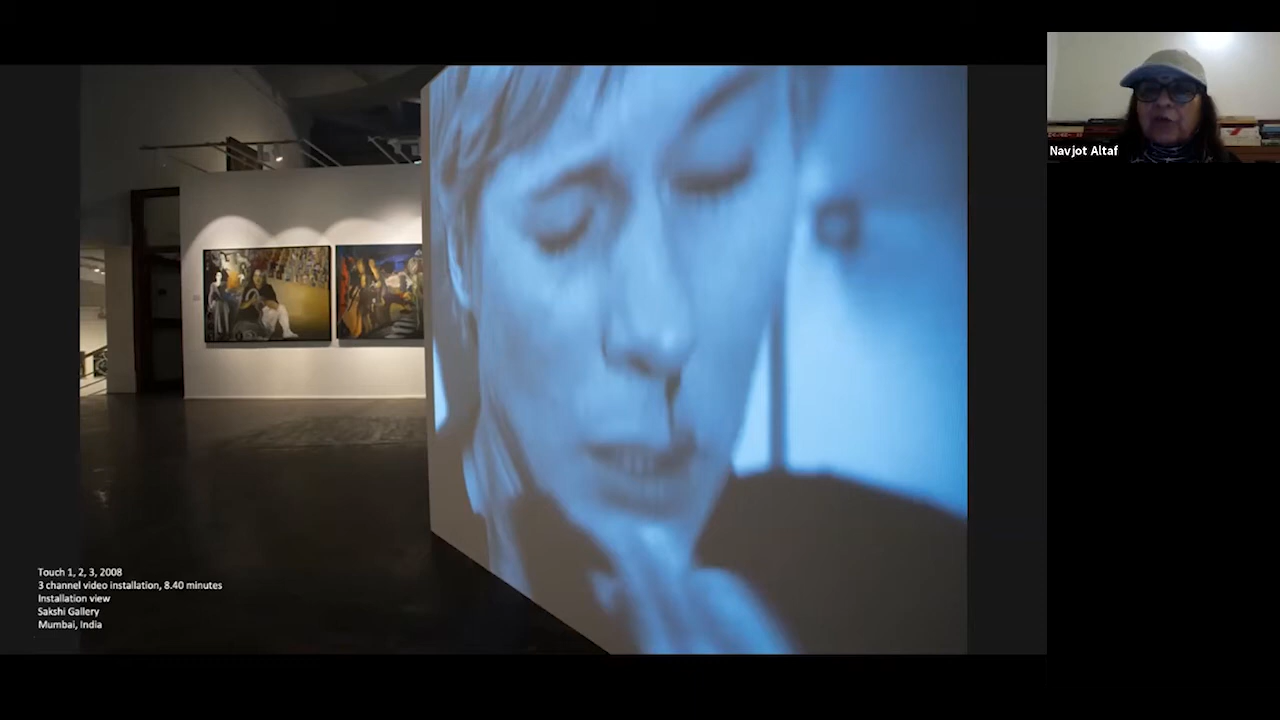 Touch 1, 2, 3, 2008
3 channel video installation, 8.40 minutes
Installation view
Sakshi Gallery
Mumbai, India
Navjot Altaf